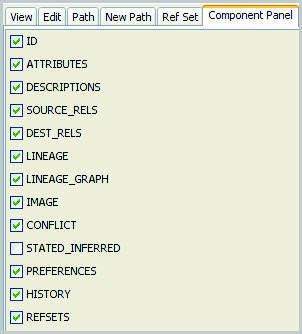 View Edit Path New Path Ref Set Component Panel
ID
ATTRIBUTES
DESCRIPTIONS
SOURCE_RELS
DEST_RELS
LINEAGE
LINEAGE_GRAPH
IMAGE
CONFLICT
STATED_INFERRED
PREFERENCES
HISTORY
REFSETS